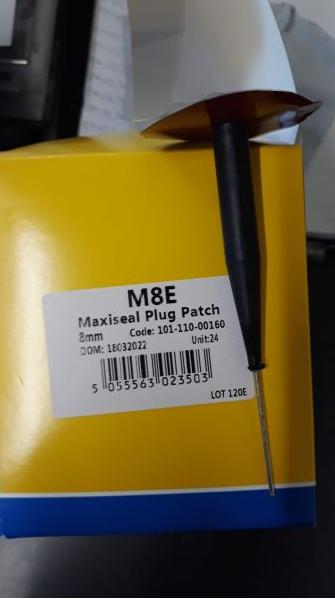 M8E
Maxiseal Plug Patch
8mm Code: 101-110-00160
DOM: 18032022 Unit:24
5 055563 023503
LOT 120E